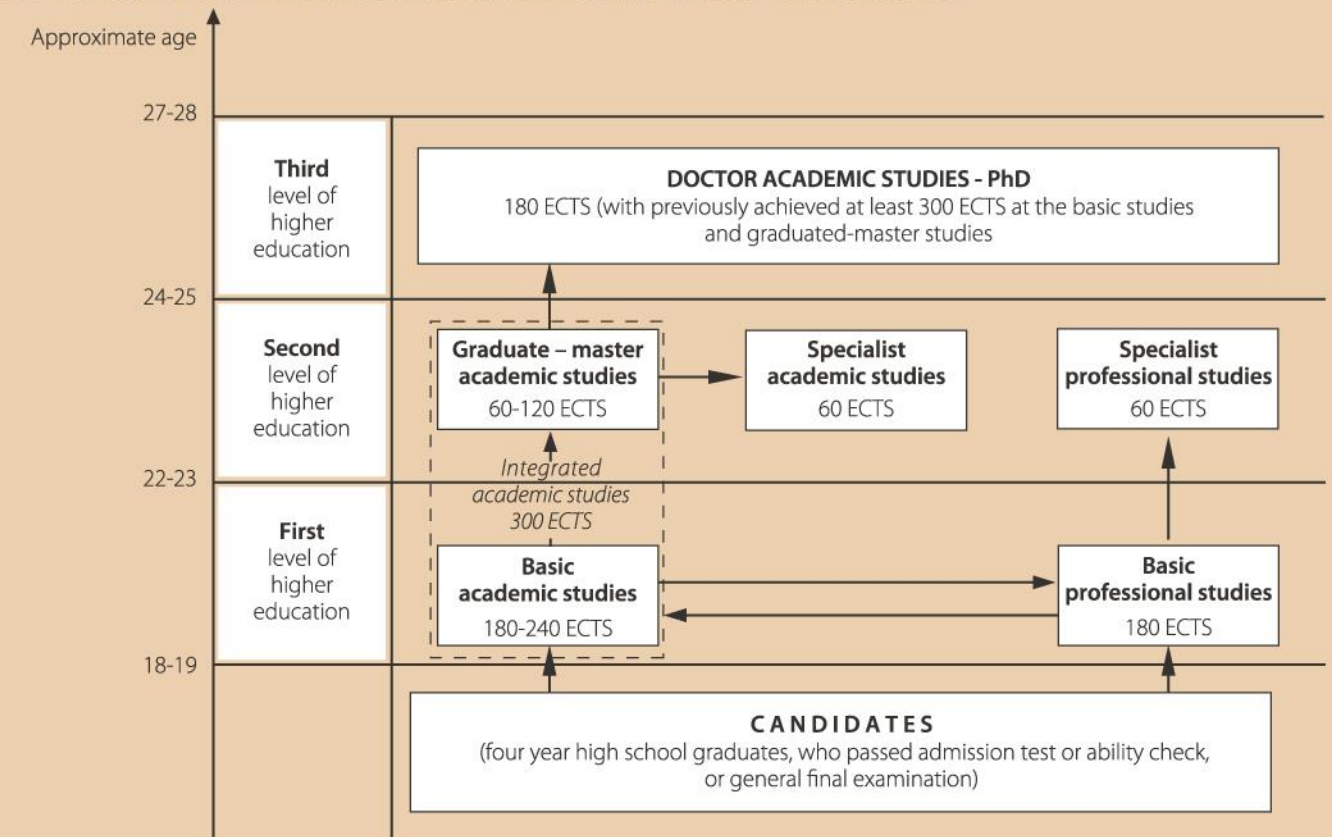 Approximate age
27-28
Third
level of
higher
education
DOCTOR ACADEMIC STUDIES - PhD
180 ECTS (with previously achieved at least 300 ECTS at the basic studies
and graduated-master studies
24-25
Second
level of
higher
education
Graduate – master
academic studies
60-120 ECTS
Specialist
academic studies
60 ECTS
Specialist
professional studies
60 ECTS
Integrated
academic studies
300 ECTS
22-23
First
level of
higher
education
Basic
academic studies
180-240 ECTS
Basic
professional studies
180 ECTS
18-19
CANDIDATES
(four year high school graduates, who passed admission test or ability check,
or general final examination)